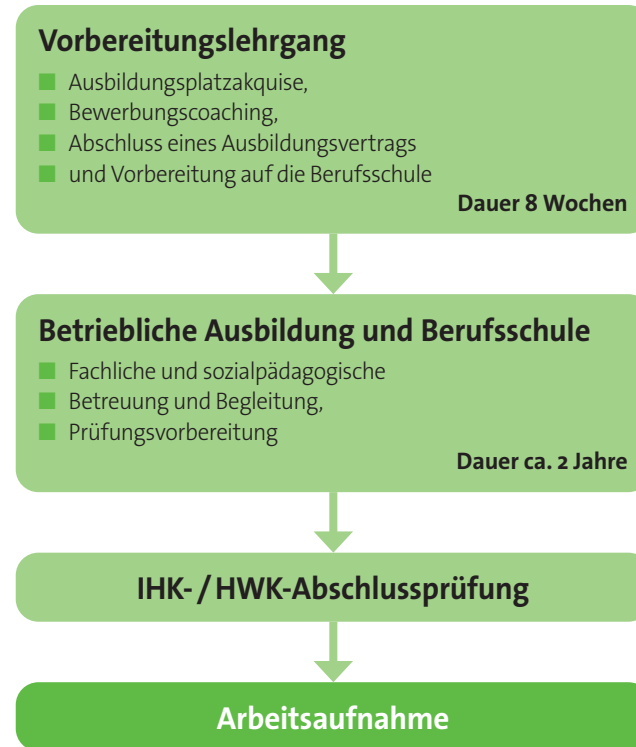 Vorbereitungslehrgang
■ Ausbildungsplatzakquise,
■ Bewerbungscoaching,
■ Abschluss eines Ausbildungsvertrags
■ und Vorbereitung auf die Berufsschule
Dauer 8 Wochen
Betriebliche Ausbildung und Berufsschule
■ Fachliche und sozialpädagogische
■ Betreuung und Begleitung,
■ Prüfungsvorbereitung
Dauer ca. 2 Jahre
IHK- / HWK-Abschlussprüfung
Arbeitsaufnahme